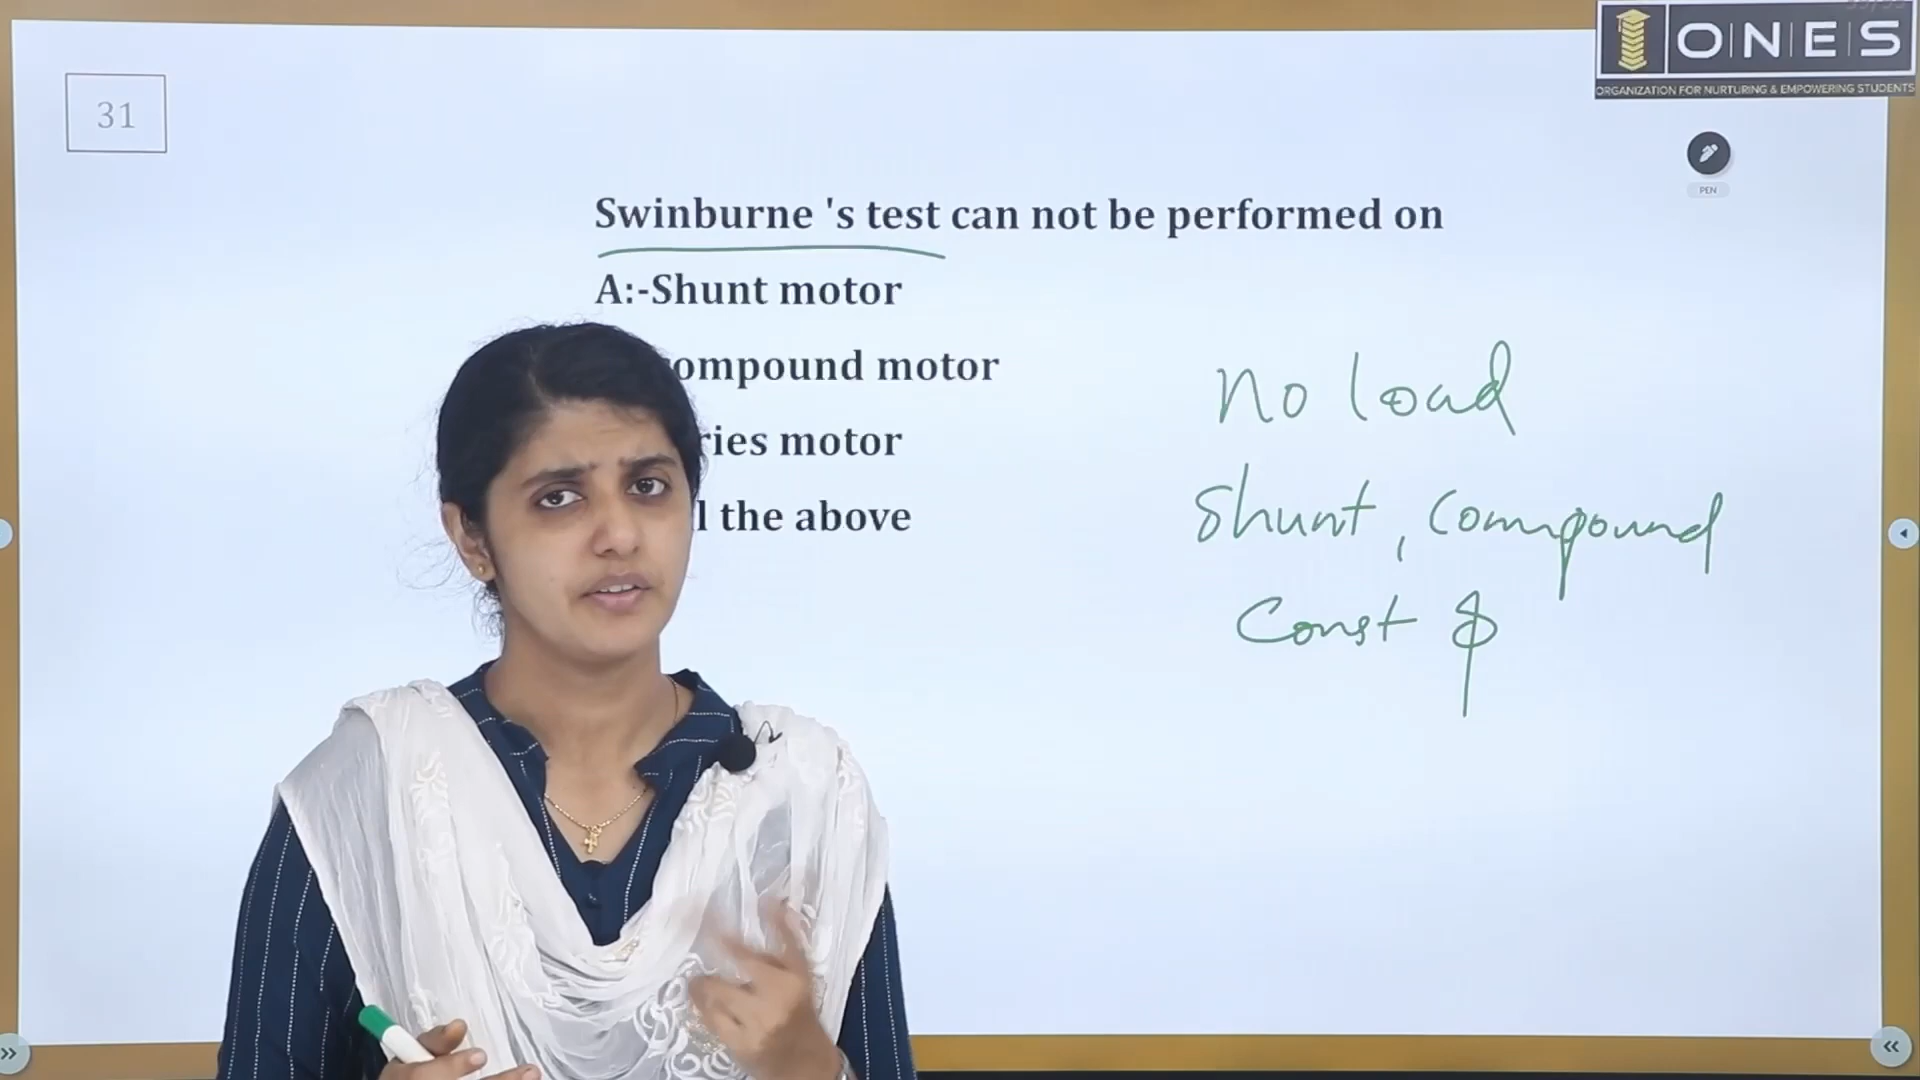 ONES
ORGANIZATION FOR NURTURING & EMPOWERING STUDENTS
31
PEN
Swinburne 's test can not be performed on
A:-Shunt motor
ompound motor
ries motor
l the above
no load
Shunt, Compound
Const ϕ